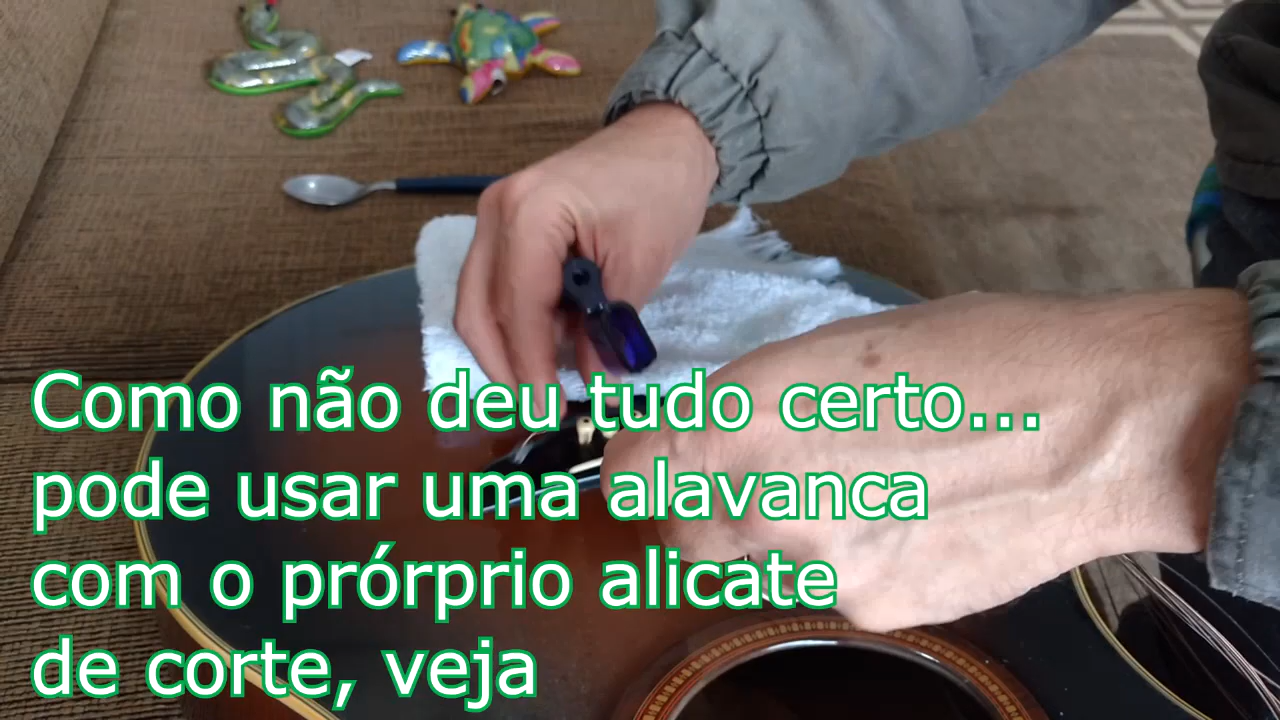 Como não deu tudo certo...
pode usar uma alavanca
com o prórprio alicate
de corte, veja